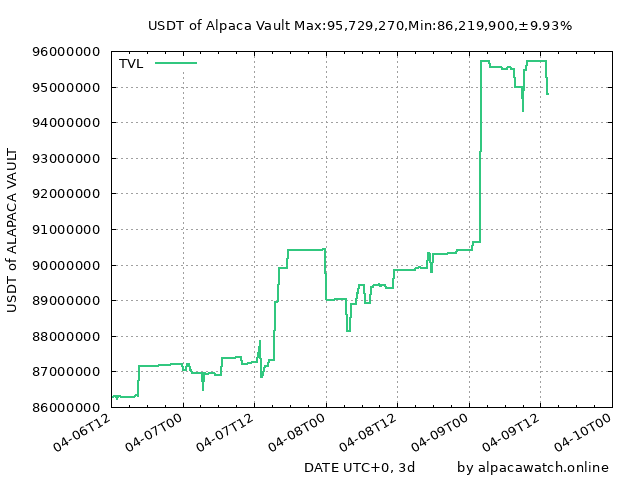 USDT of Alpaca Vault Max:95,729,270,Min:86,219,900,±9.93%
TVL
96000000
95000000
94000000
93000000
92000000
91000000
90000000
89000000
88000000
87000000
86000000
USDT of ALAPACA VAULT
04-06T12
04-07T00
04-07T12
04-08T00
04-08T12
04-09T00
04-09T12
04-10T00
DATE UTC+0, 3d
by alpacawatch.online